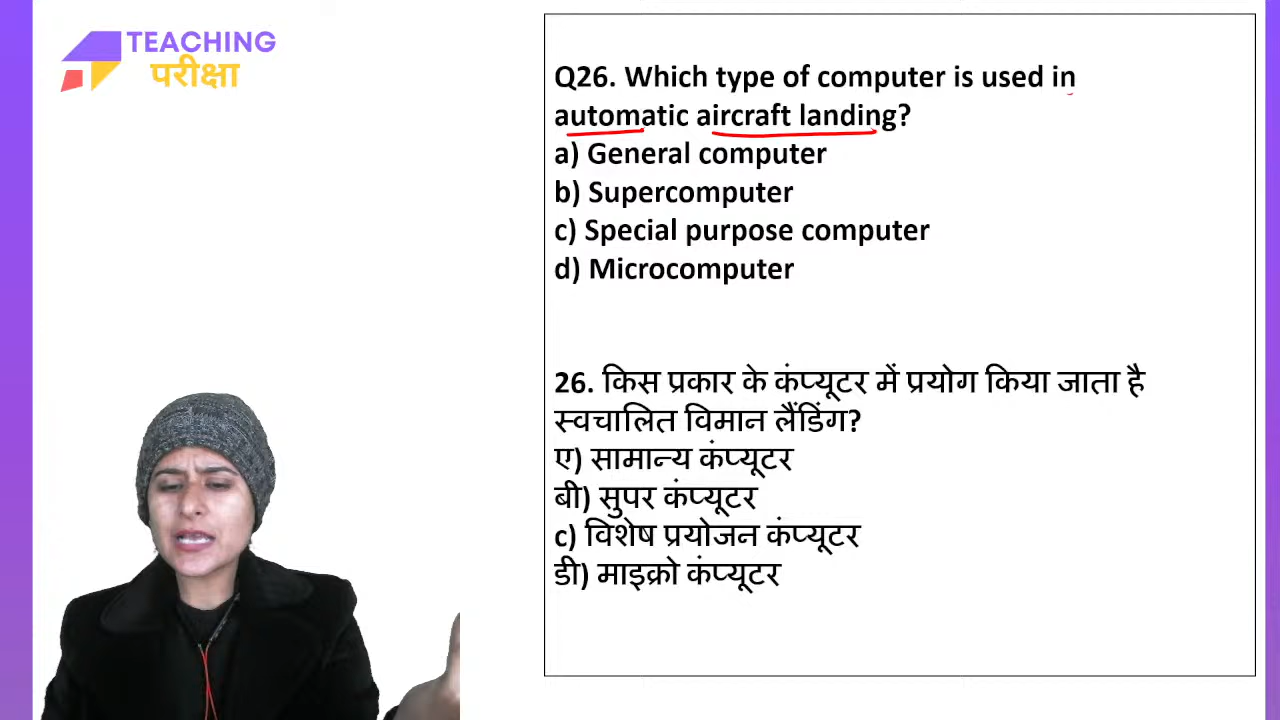 TEACHING
परीक्षा
Q26. Which type of computer is used in
automatic aircraft landing?
a) General computer
b) Supercomputer
c) Special purpose computer
d) Microcomputer
26. किस प्रकार के कंप्यूटर में प्रयोग किया जाता है
स्वचालित विमान लैंडिंग?
ए) सामान्य कंप्यूटर
बी) सुपर कंप्यूटर
c) विशेष प्रयोजन कंप्यूटर
डी) माइक्रो कंप्यूटर